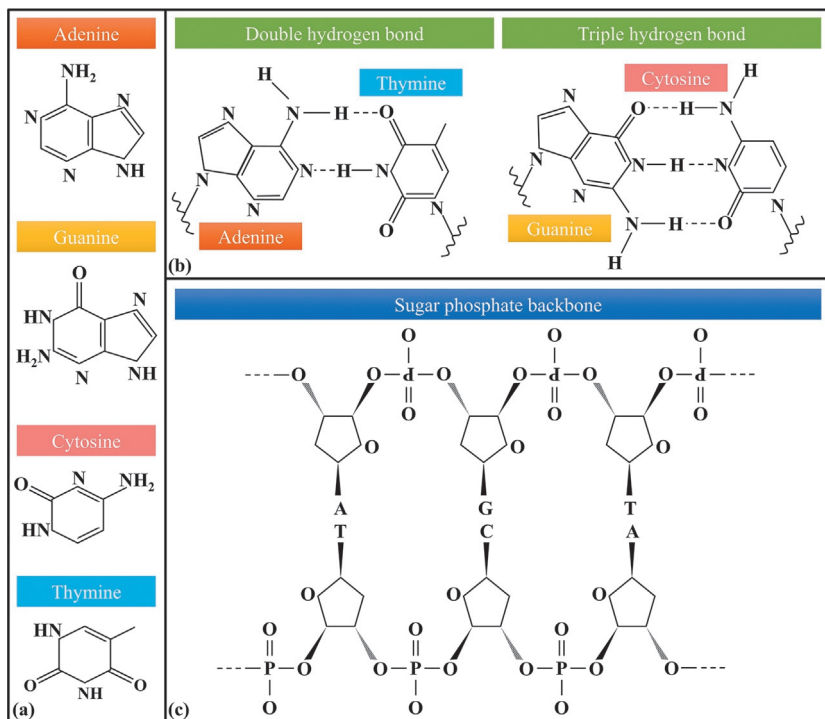 Adenine
NH2
N
N
N
NH
Guanine
O
HN
N
H2N
N
NH
Cytosine
O
N
NH2
HN
Thymine
HN
O
NH
O
(a)
Double hydrogen bond
Triple hydrogen bond
H
Thymine
N
N
H
O
N
N
H
N
N
O
N
Adenine
(b)
Cytosine
H
N
O
H
N
N
N
H
N
N
N
H
O
N
Guanine
H
Sugar phosphate backbone
O
O
O
O
O
P
O
O
P
O
O
P
O
O
O
O
O
O
A
G
T
T
C
A
O
O
O
O
O
O
P
O
O
P
O
O
P
O
O
O
O
O
(c)